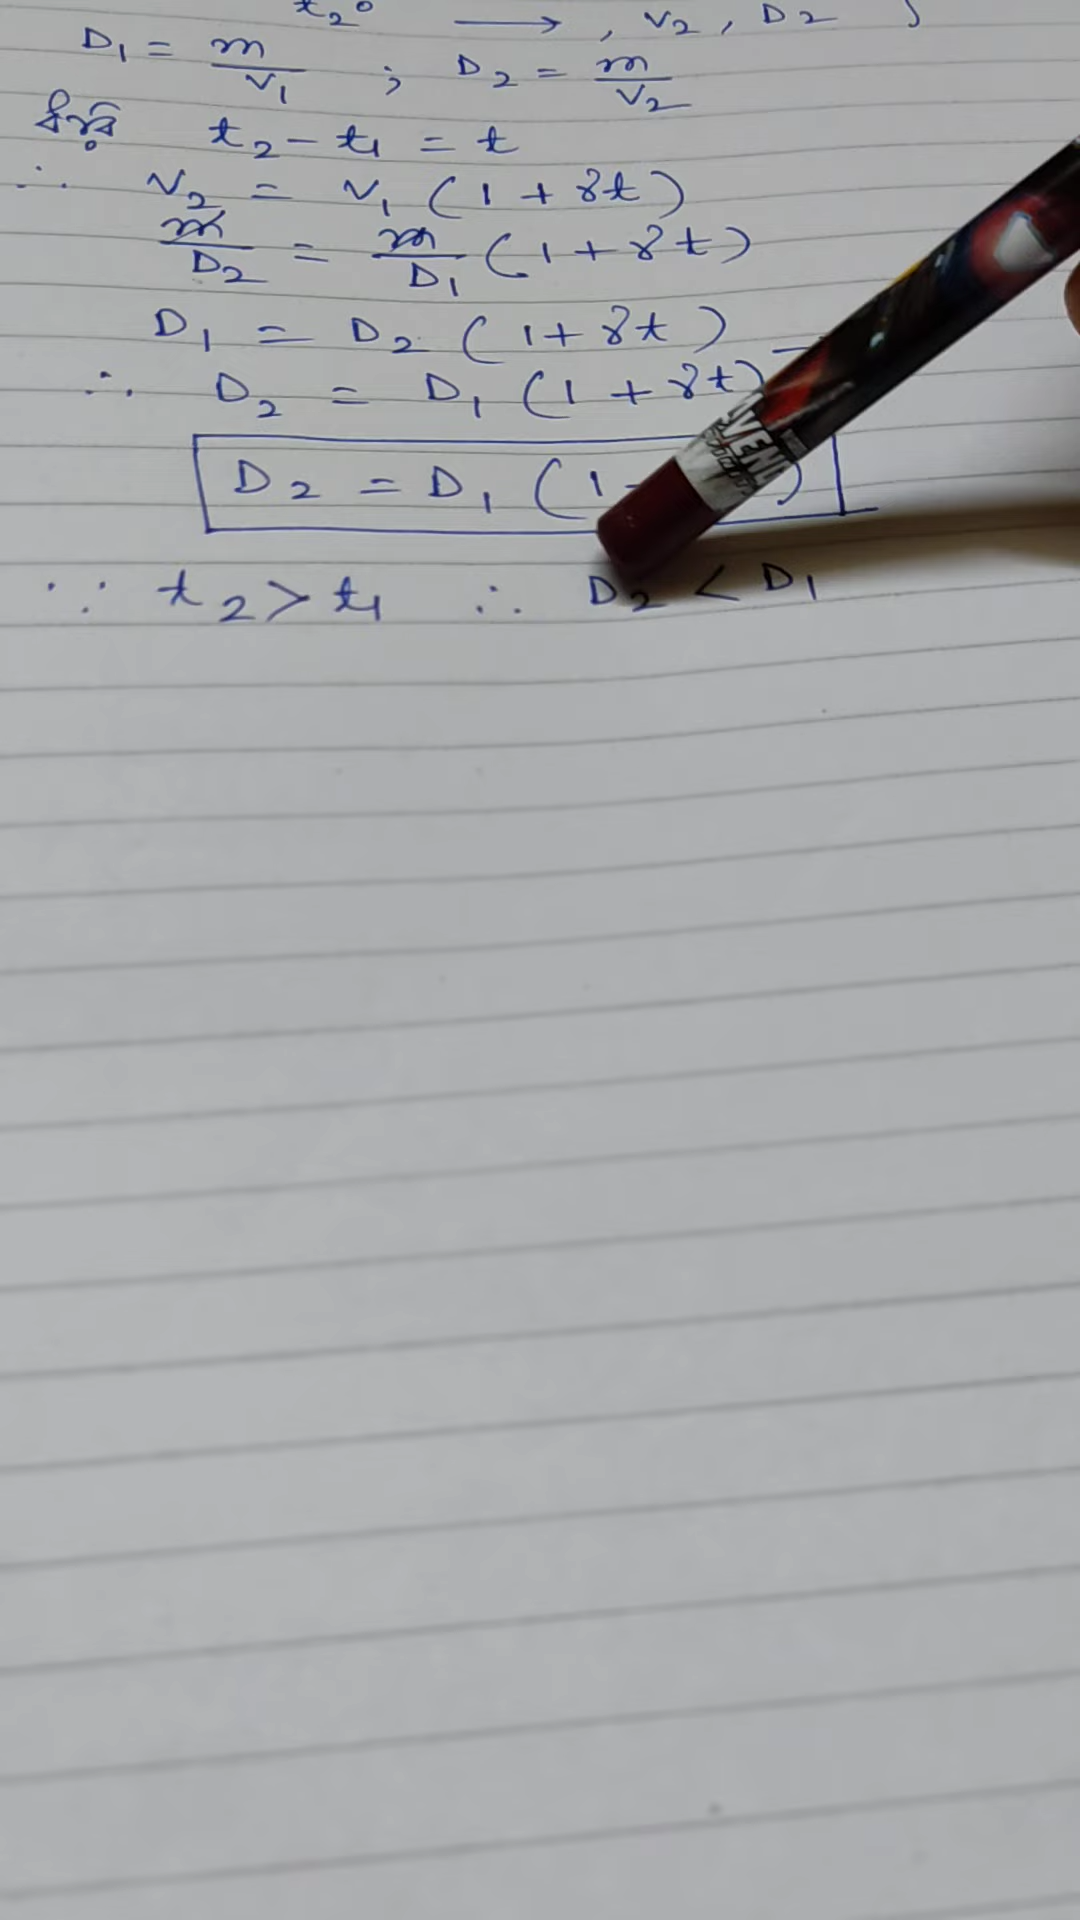 t₂° ⟶ , V₂, D₂ }
D₁ = m/V₁ ; D₂ = m/V₂
ধরি t₂ - t₁ = t
∴ V₂ = V₁ (1 + γt)
m/D₂ = m/D₁ (1 + γt)
D₁ = D₂ (1 + γt)
∴ D₂ = D₁ (1 + γt)⁻
D₂ = D₁ (1 - )
∵ t₂ > t₁ ∴ D₂ < D₁